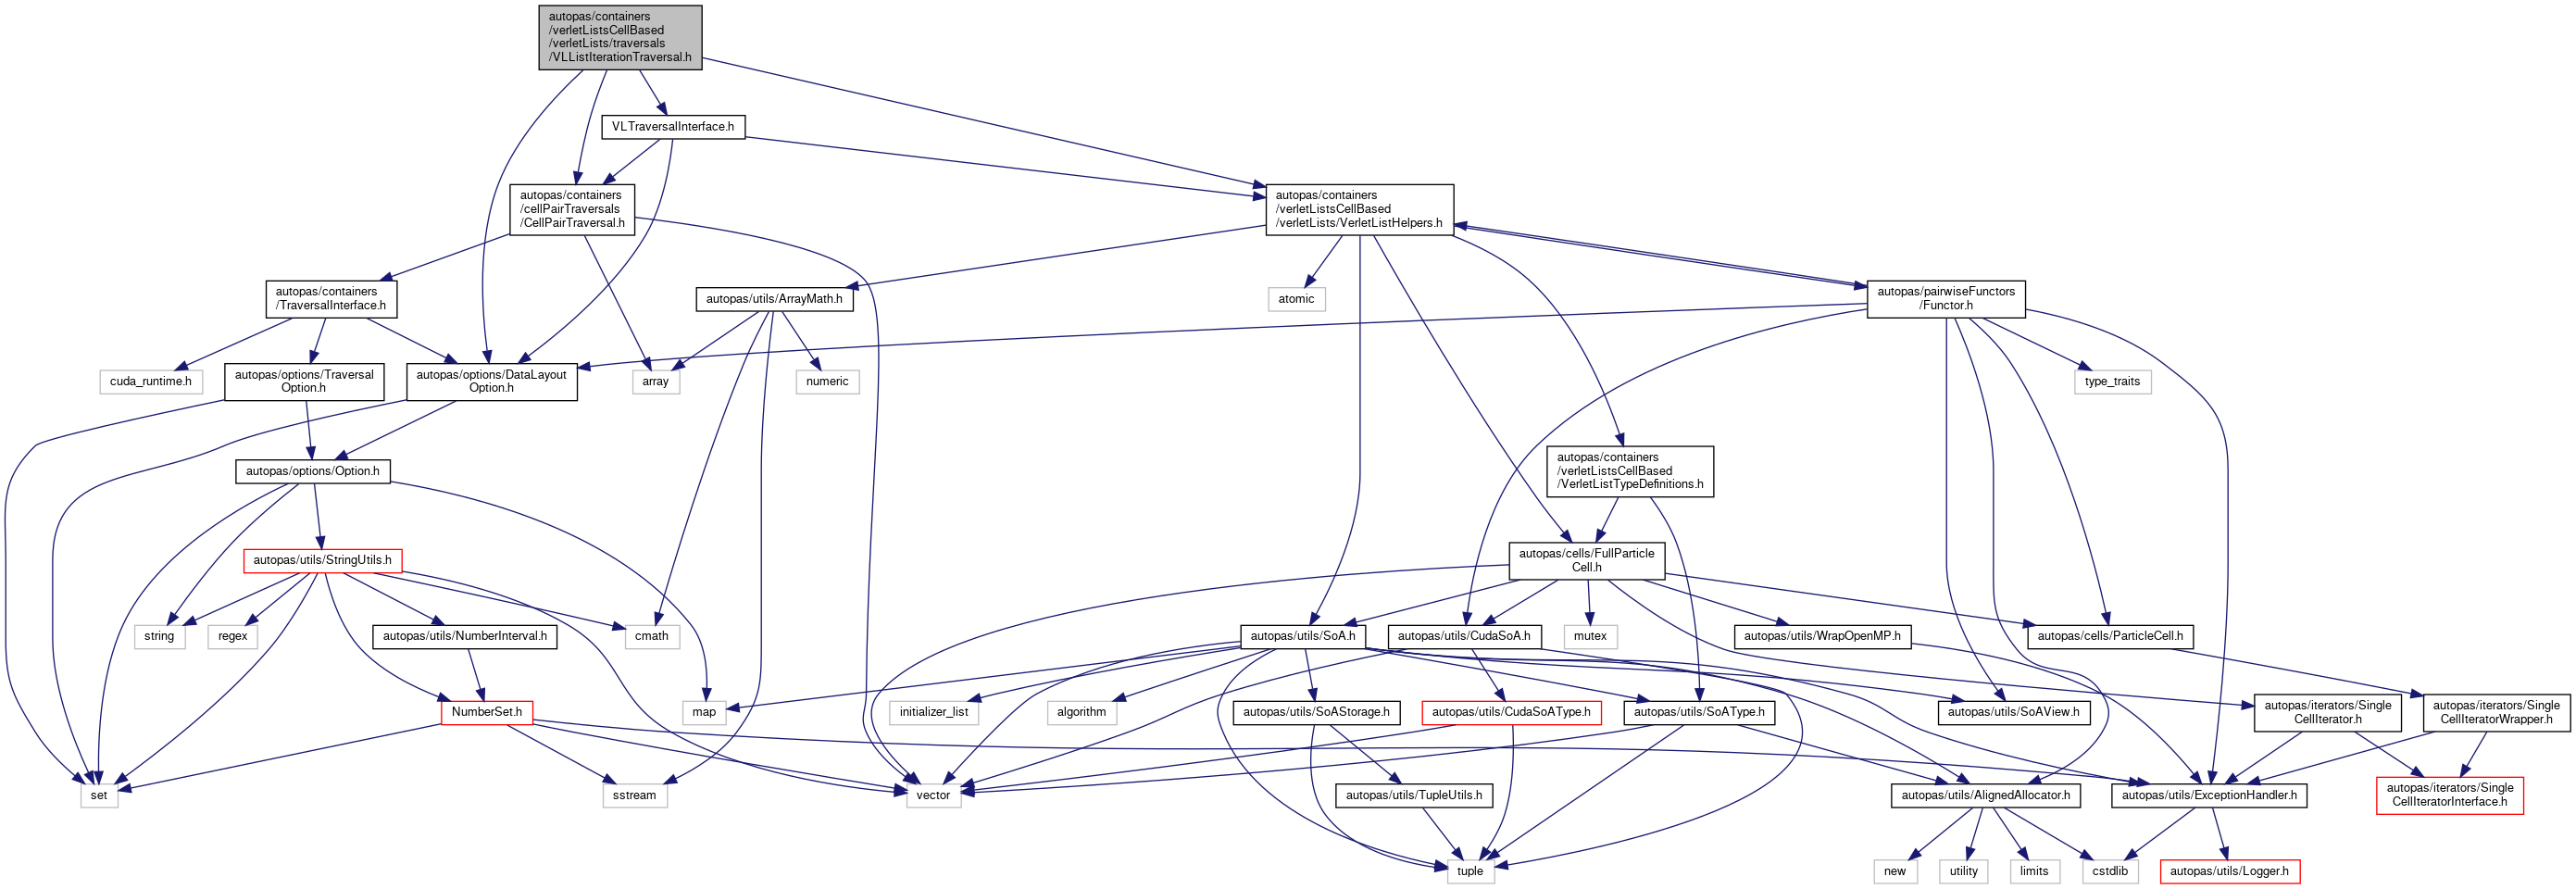 autopas/containers
/verletListsCellBased
/verletLists/traversals
/VLListIterationTraversal.h
VLTraversalInterface.h
autopas/containers
/cellPairTraversals
/CellPairTraversal.h
autopas/containers
/verletListsCellBased
/verletLists/VerletListHelpers.h
autopas/containers
/TraversalInterface.h
autopas/utils/ArrayMath.h
atomic
autopas/pairwiseFunctors
/Functor.h
cuda_runtime.h
autopas/options/Traversal
Option.h
autopas/options/DataLayout
Option.h
array
numeric
type_traits
autopas/options/Option.h
autopas/containers
/verletListsCellBased
/VerletListTypeDefinitions.h
autopas/utils/StringUtils.h
autopas/cells/FullParticle
Cell.h
string
regex
autopas/utils/NumberInterval.h
cmath
autopas/utils/SoA.h
autopas/utils/CudaSoA.h
mutex
autopas/utils/WrapOpenMP.h
autopas/cells/ParticleCell.h
NumberSet.h
map
initializer_list
algorithm
autopas/utils/SoAStorage.h
autopas/utils/CudaSoAType.h
autopas/utils/SoAType.h
autopas/utils/SoAView.h
autopas/iterators/Single
CellIterator.h
autopas/iterators/Single
CellIteratorWrapper.h
set
sstream
vector
autopas/utils/TupleUtils.h
autopas/utils/AlignedAllocator.h
autopas/utils/ExceptionHandler.h
autopas/iterators/Single
CellIteratorInterface.h
tuple
new
utility
limits
cstdlib
autopas/utils/Logger.h